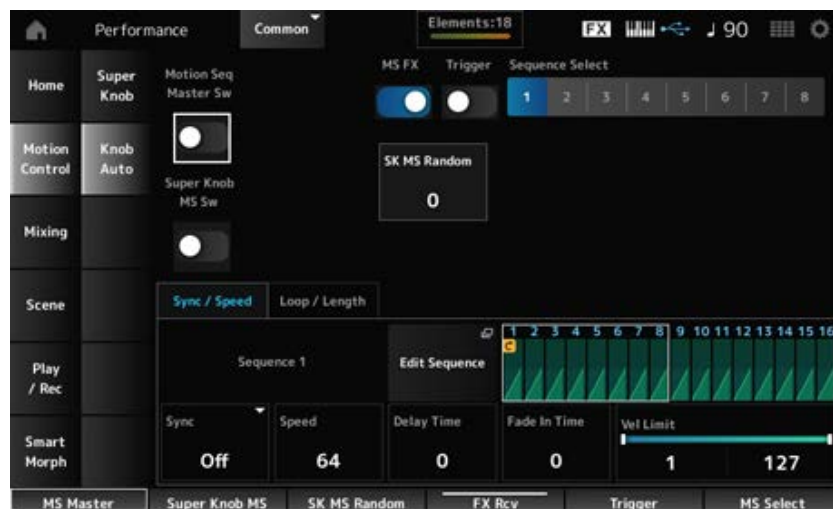 Performance
Common
Elements:18
FX
90
Home
Super Knob
Motion Seq Master Sw
MS FX
Trigger
Sequence Select
1 2 3 4 5 6 7 8
Motion Control
Knob Auto
SK MS Random
0
Super Knob MS Sw
Mixing
Scene
Sync / Speed
Loop / Length
Play / Rec
Sequence 1
Edit Sequence
1 2 3 4 5 6 7 8 9 10 11 12 13 14 15 16
C
Smart Morph
Sync
Off
Speed
64
Delay Time
0
Fade In Time
0
Vel Limit
1
127
MS Master
Super Knob MS
SK MS Random
FX Rcv
Trigger
MS Select